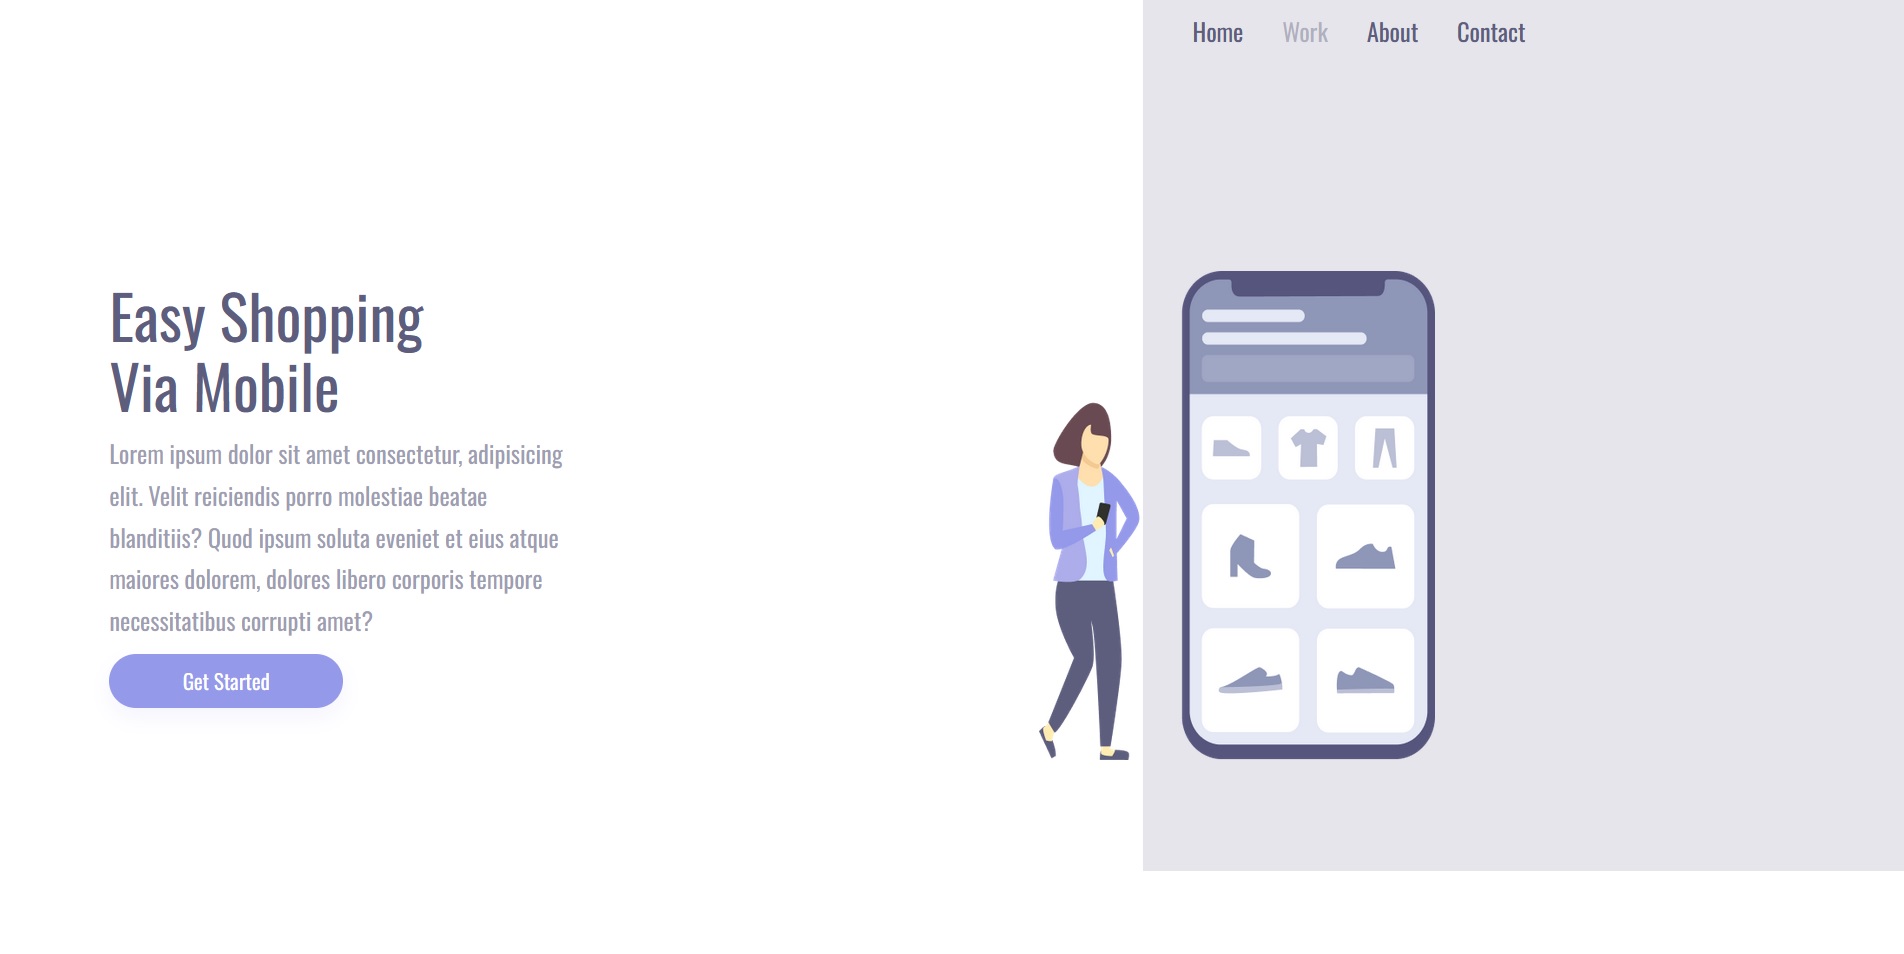 Home Work About Contact
Easy Shopping
Via Mobile
Lorem ipsum dolor sit amet consectetur, adipisicing
elit. Velit reiciendis porro molestiae beatae
blanditiis? Quod ipsum soluta eveniet et eius atque
maiores dolorem, dolores libero corporis tempore
necessitatibus corrupti amet?
Get Started